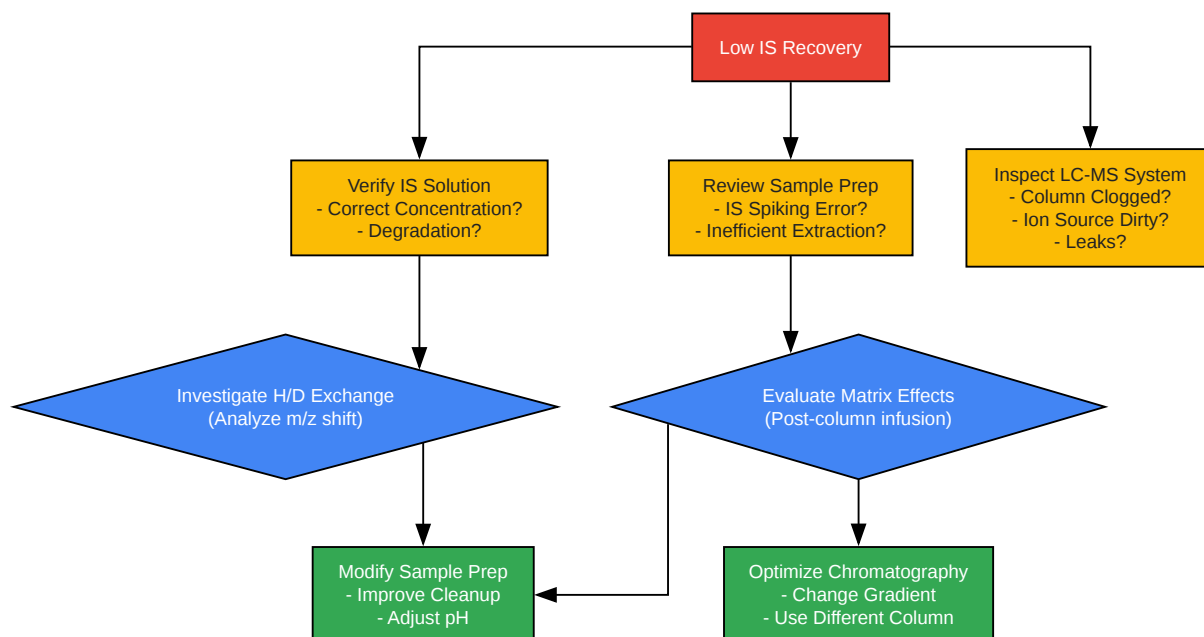 Low IS Recovery
Verify IS Solution
- Correct Concentration?
- Degradation?
Review Sample Prep
- IS Spiking Error?
- Inefficient Extraction?
Inspect LC-MS System
- Column Clogged?
- Ion Source Dirty?
- Leaks?
Investigate H/D Exchange
(Analyze m/z shift)
Evaluate Matrix Effects
(Post-column infusion)
Modify Sample Prep
- Improve Cleanup
- Adjust pH
Optimize Chromatography
- Change Gradient
- Use Different Column